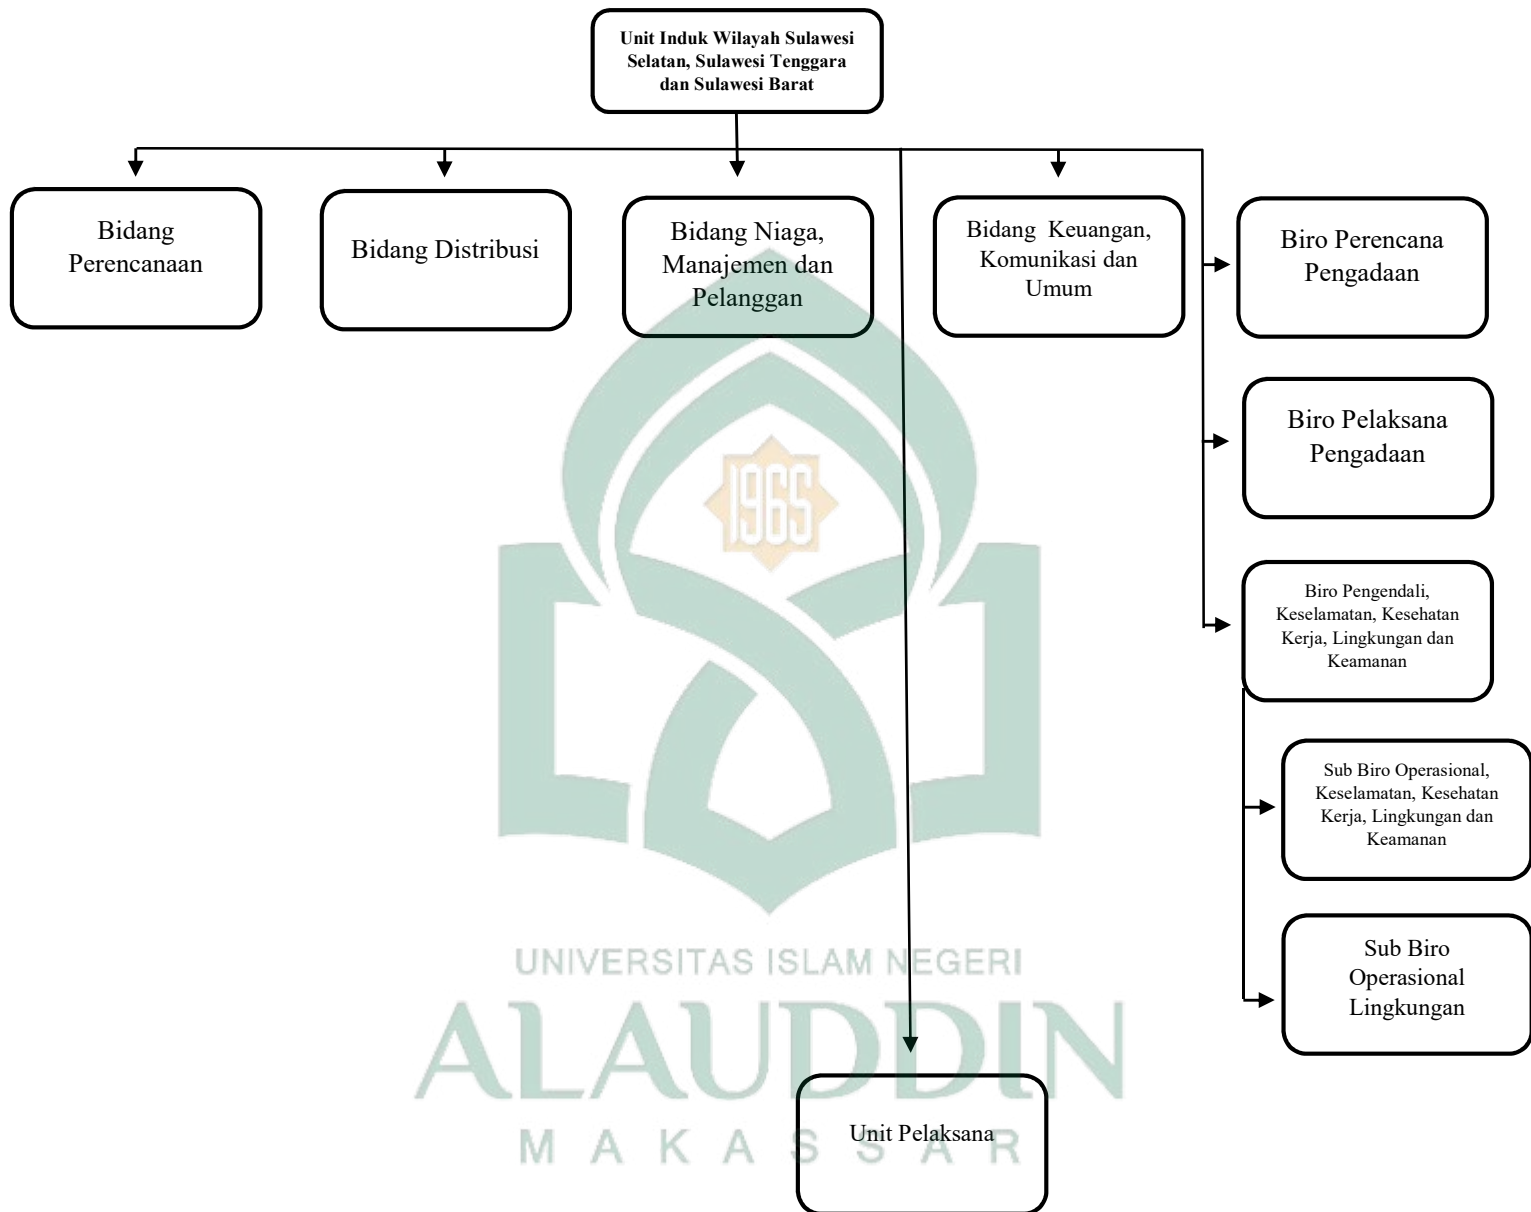 Unit Induk Wilayah Sulawesi
Selatan, Sulawesi Tenggara
dan Sulawesi Barat
Bidang
Perencanaan
Bidang Distribusi
Bidang Niaga,
Manajemen dan
Pelanggan
Bidang Keuangan,
Komunikasi dan
Umum
Biro Perencana
Pengadaan
Biro Pelaksana
Pengadaan
1965
Biro Pengendali,
Keselamatan, Kesehatan
Kerja, Lingkungan dan
Keamanan
Sub Biro Operasional,
Keselamatan, Kesehatan
Kerja, Lingkungan dan
Keamanan
Sub Biro
Operasional
Lingkungan
UNIVERSITAS ISLAM NEGERI
ALAUDDIN
MAKASSAR
Unit Pelaksana